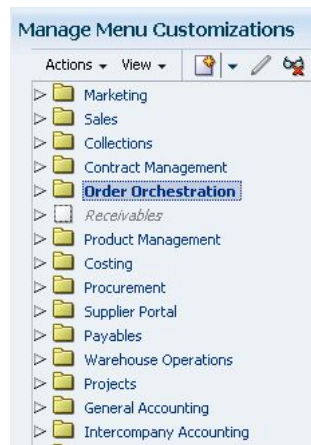 Manage Menu Customizations
Actions View
Marketing
Sales
Collections
Contract Management
Order Orchestration
Receivables
Product Management
Costing
Procurement
Supplier Portal
Payables
Warehouse Operations
Projects
General Accounting
Intercompany Accounting